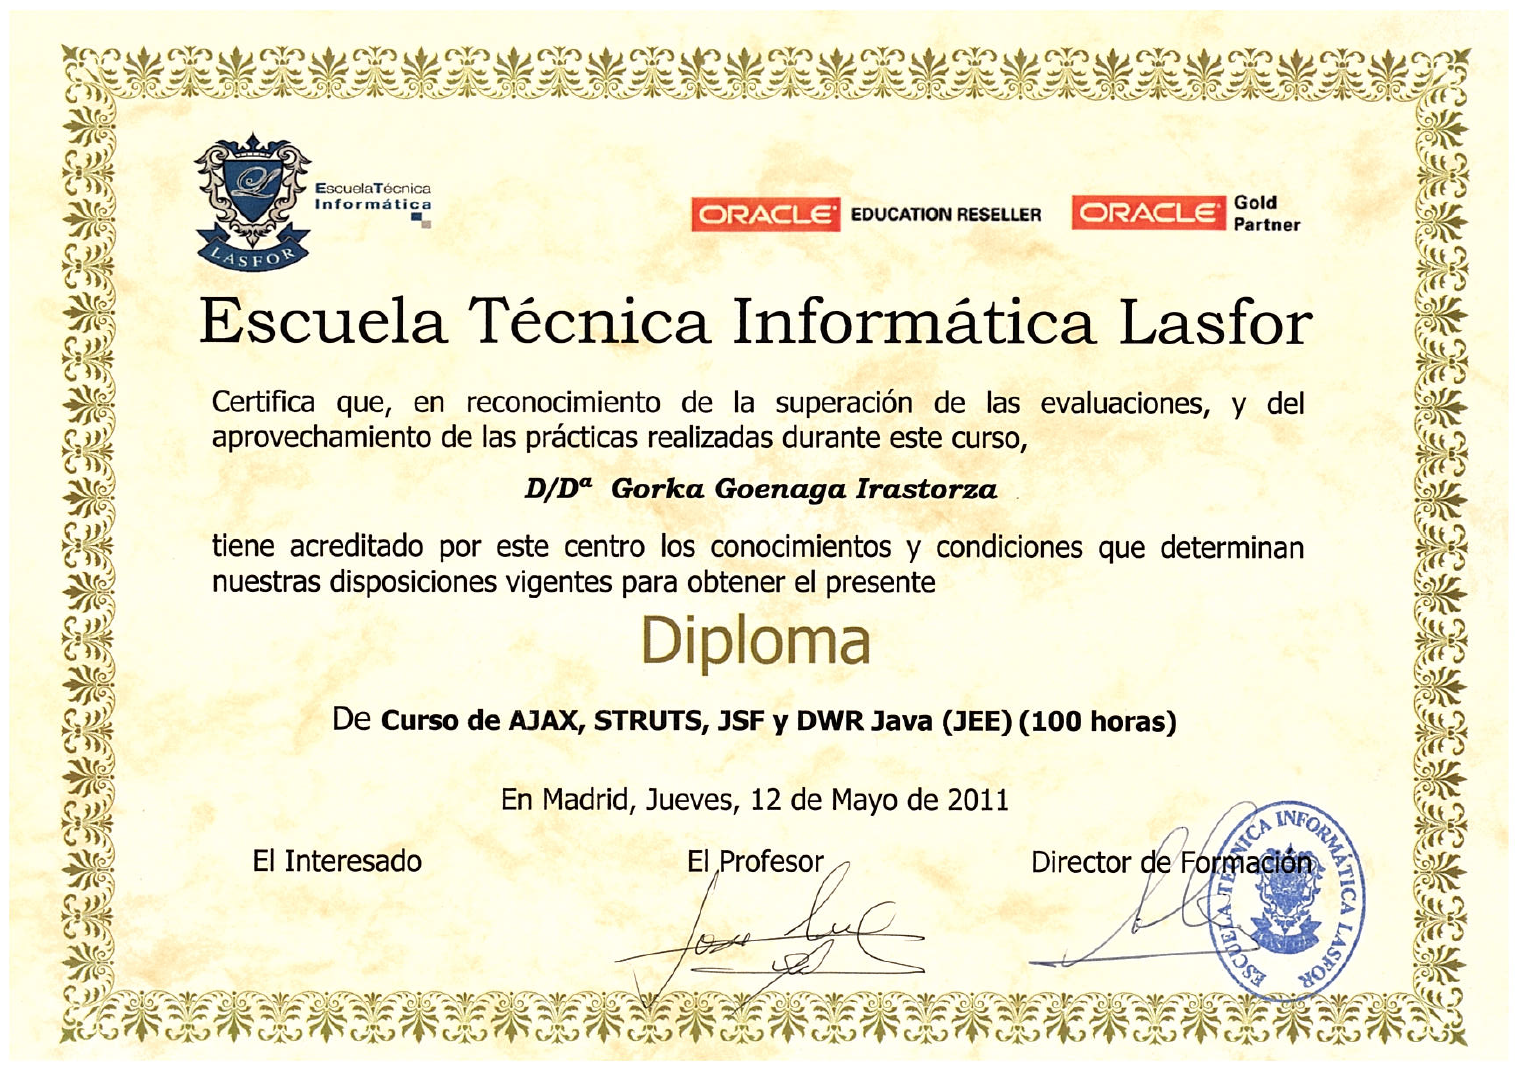 EscuelaTécnica
Informática
LASFOR
ORACLE EDUCATION RESELLER
ORACLE Gold
Partner
Escuela Técnica Informática Lasfor
Certifica que, en reconocimiento de la superación de las evaluaciones, y del
aprovechamiento de las prácticas realizadas durante este curso,
D/Dª Gorka Goenaga Irastorza
tiene acreditado por este centro los conocimientos y condiciones que determinan
nuestras disposiciones vigentes para obtener el presente
Diploma
De Curso de AJAX, STRUTS, JSF y DWR Java (JEE) (100 horas)
En Madrid, Jueves, 12 de Mayo de 2011
El Interesado El Profesor Director de Formación
ESCUELA TÉCNICA INFORMÁTICA LASFOR